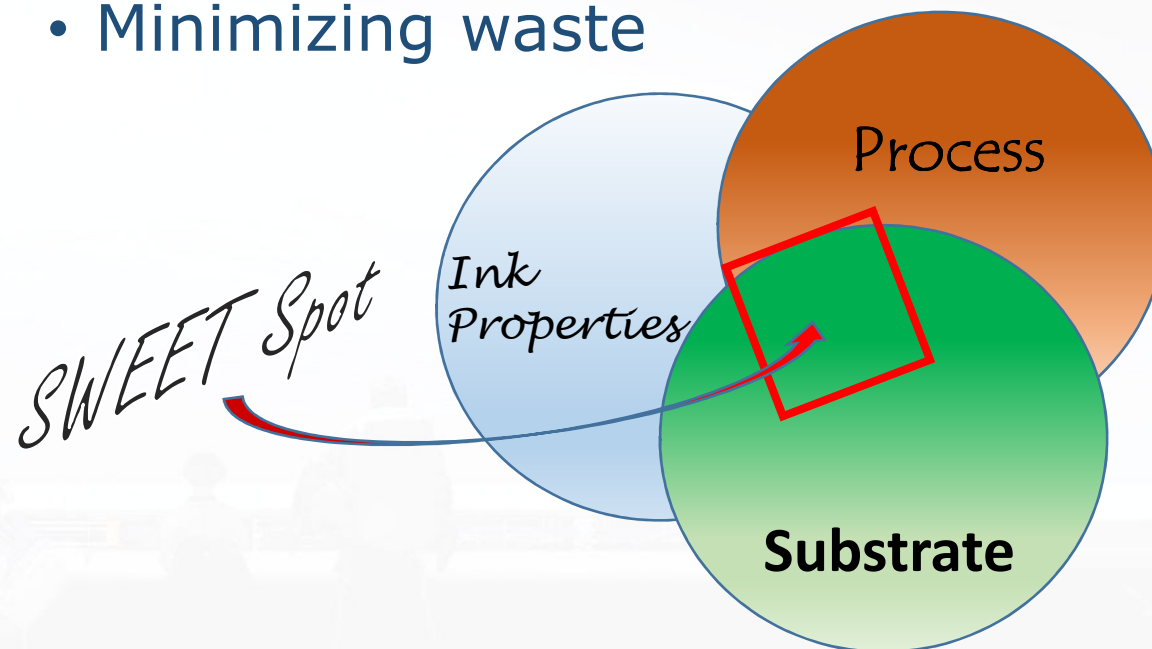 • Minimizing waste
Process
Ink
Properties
SWEET Spot
Substrate